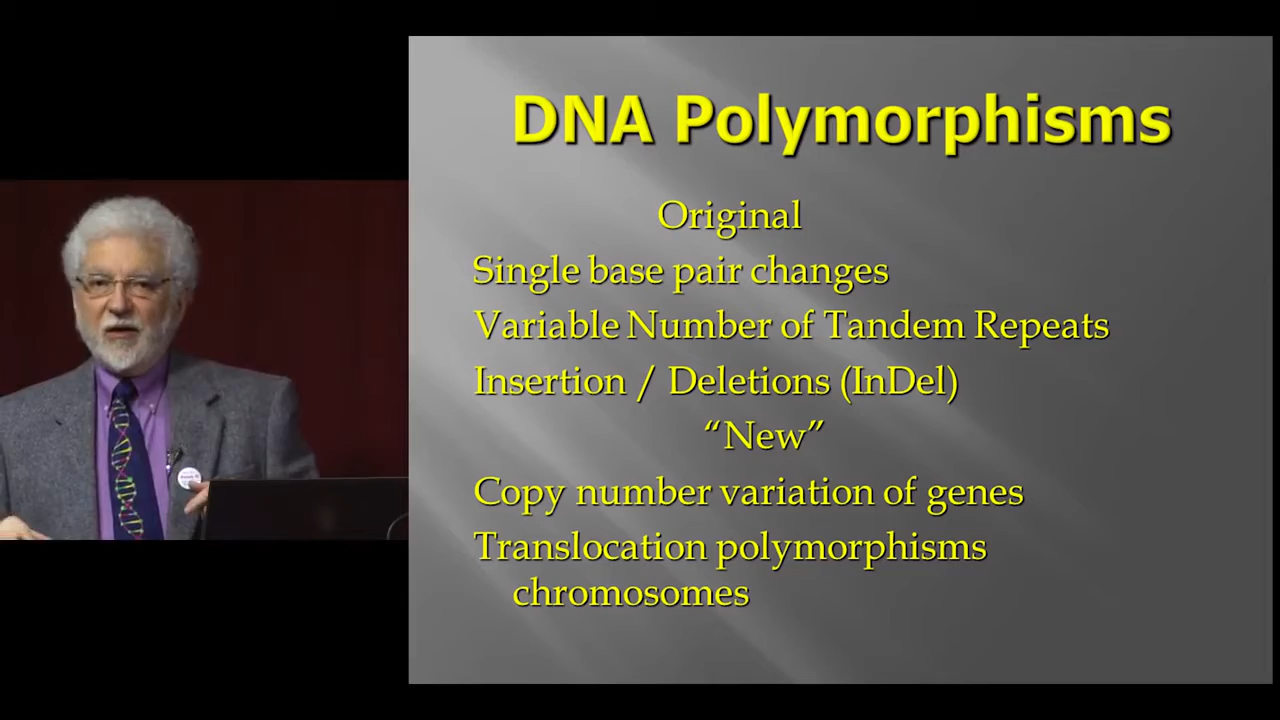 DNA Polymorphisms
Original
Single base pair changes
Variable Number of Tandem Repeats
Insertion / Deletions (InDel)
“New”
Copy number variation of genes
Translocation polymorphisms
chromosomes